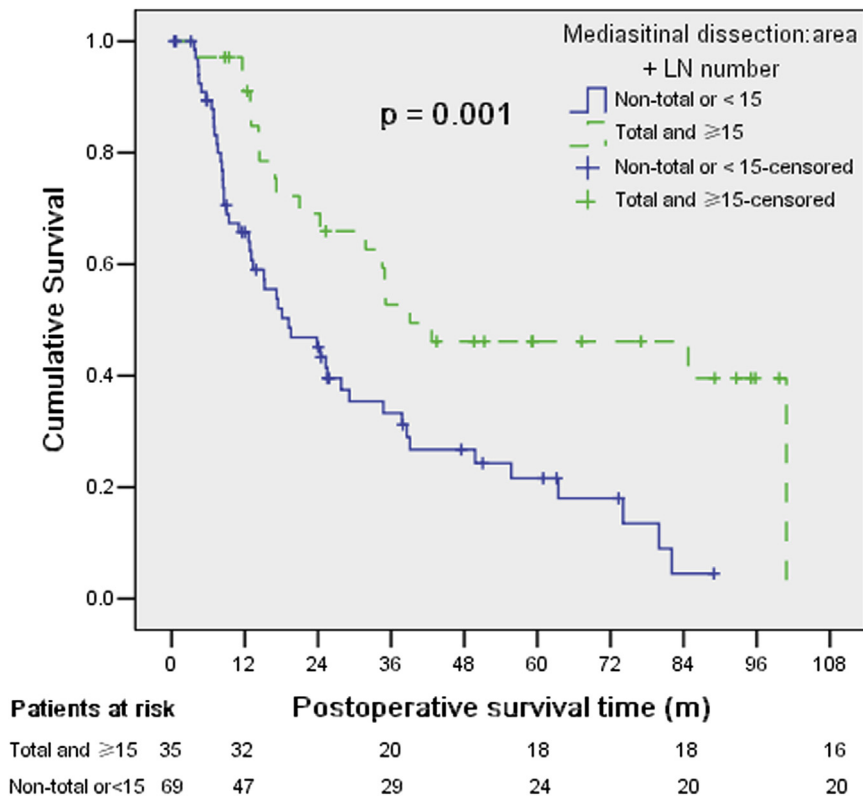 Mediasitinal dissection:area
+ LN number
Non-total or < 15
Total and ≥15
Non-total or < 15-censored
Total and ≥15-censored
p = 0.001
Cumulative Survival
1.0
0.8
0.6
0.4
0.2
0.0
0 12 24 36 48 60 72 84 96 108
Postoperative survival time (m)
Patients at risk
Total and ≥15 35 32 20 18 18 16
Non-total or<15 69 47 29 24 20 20